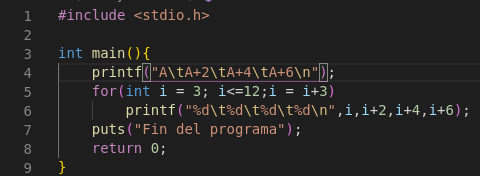 1 #include <stdio.h>
2
3 int main(){
4     printf("A\tA+2\tA+4\tA+6\n");
5     for(int i = 3; i<=12;i = i+3)
6         printf("%d\t%d\t%d\t%d\n",i,i+2,i+4,i+6);
7     puts("Fin del programa");
8     return 0;
9 }